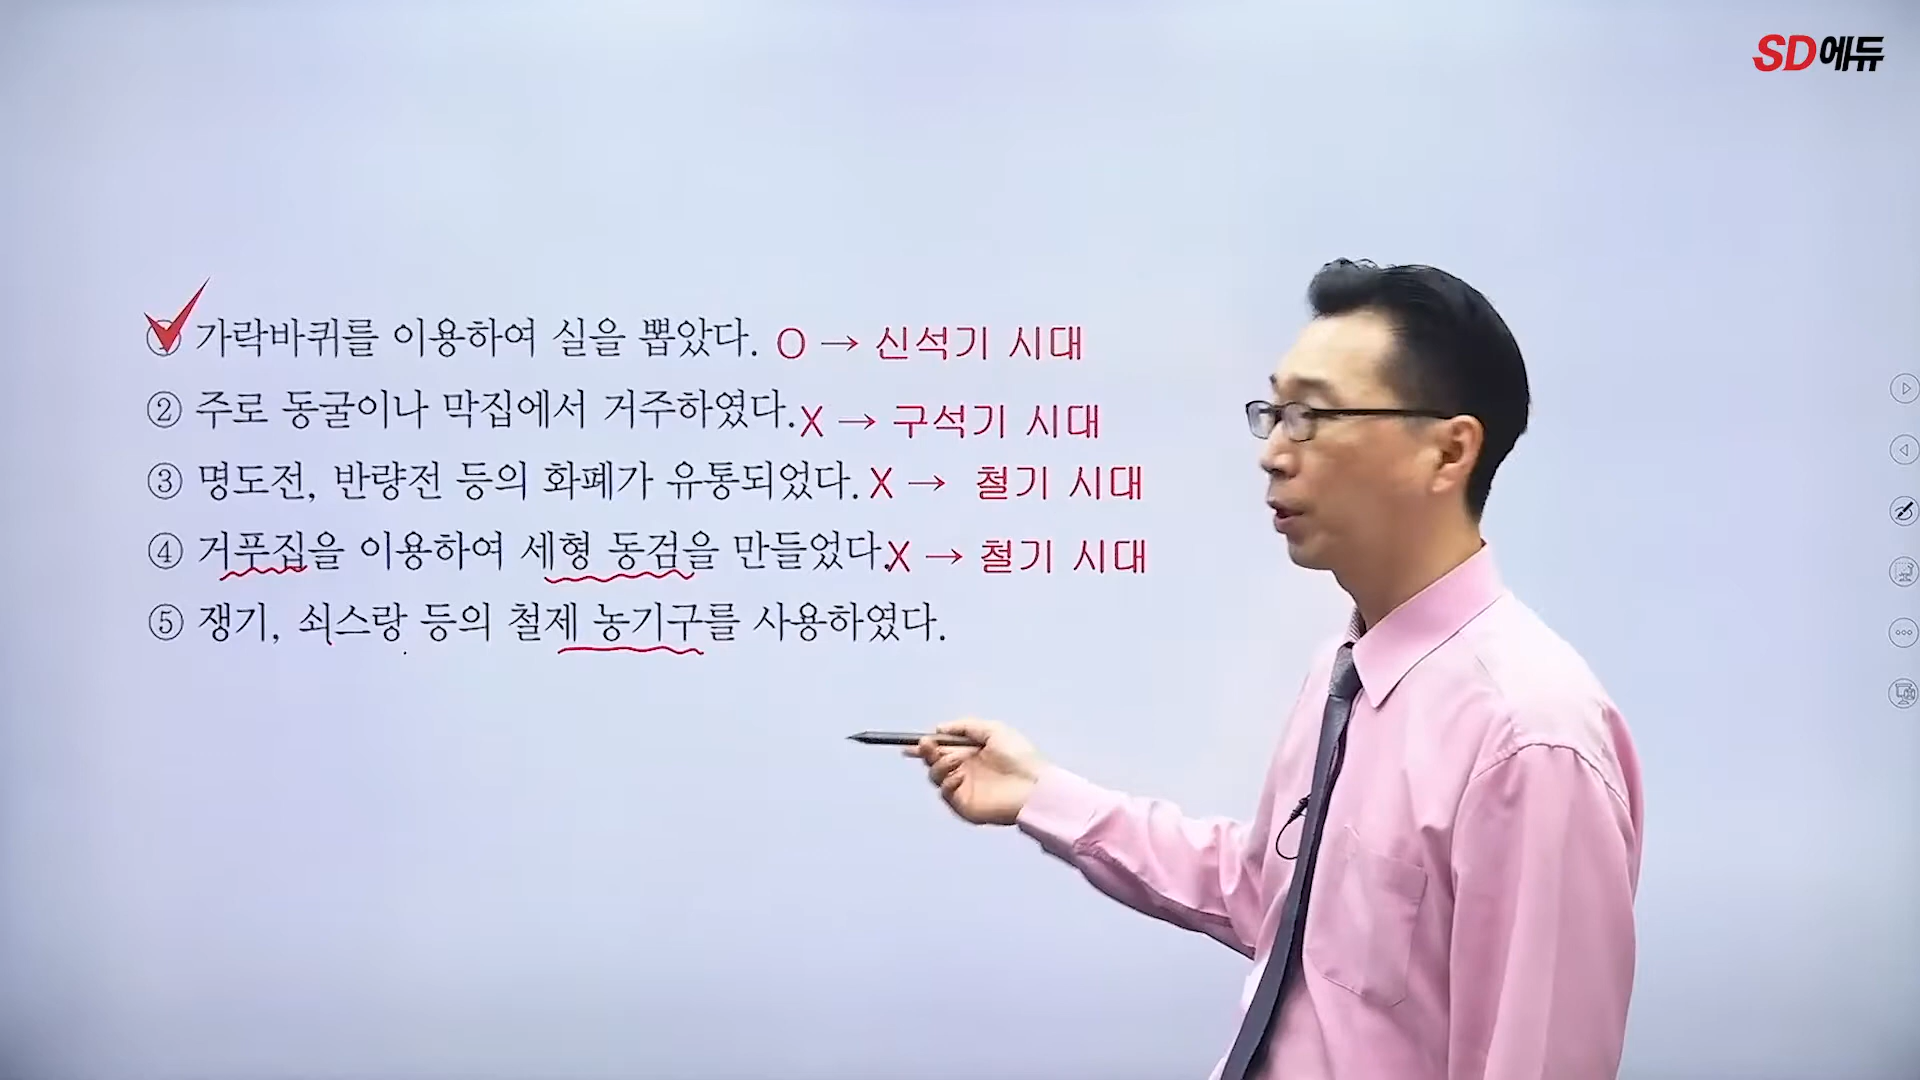 SD에듀
① 가락바퀴를 이용하여 실을 뽑았다. O → 신석기 시대
② 주로 동굴이나 막집에서 거주하였다. X → 구석기 시대
③ 명도전, 반량전 등의 화폐가 유통되었다. X → 철기 시대
④ 거푸집을 이용하여 세형 동검을 만들었다. X → 철기 시대
⑤ 쟁기, 쇠스랑 등의 철제 농기구를 사용하였다.